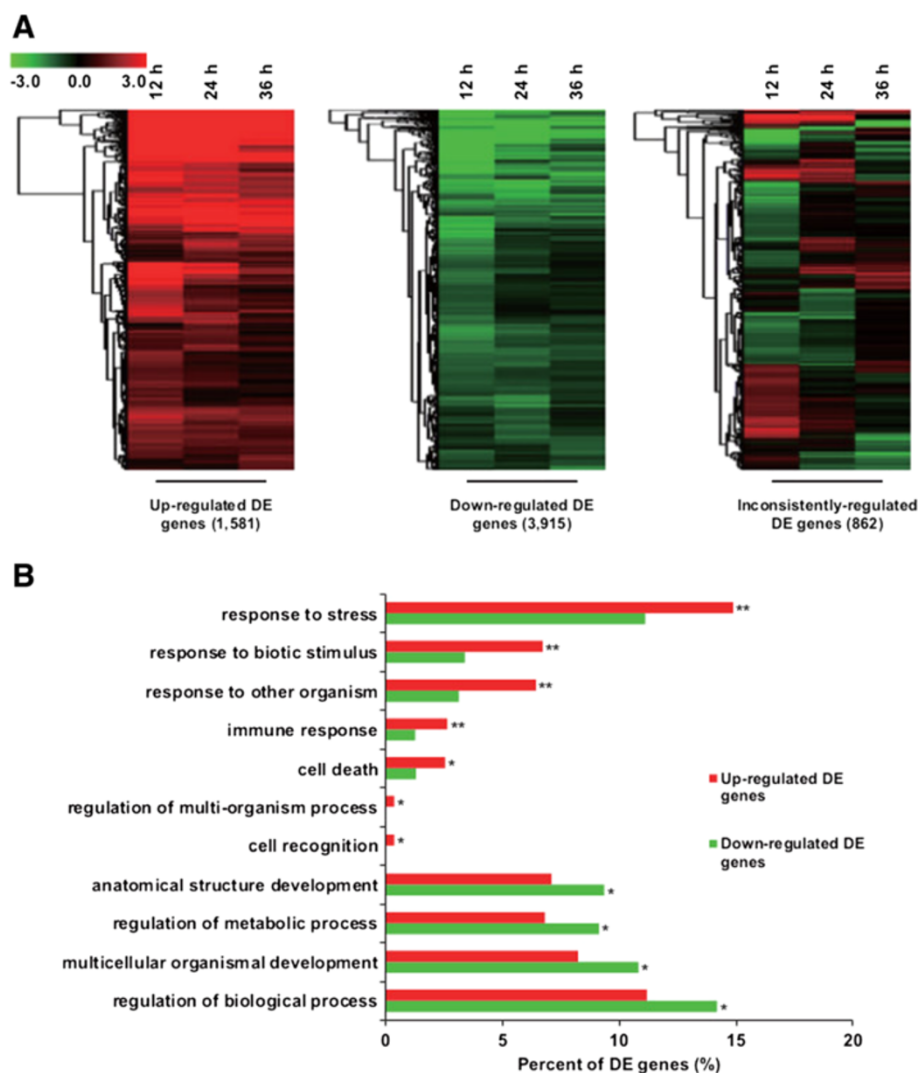 A
-3.0 0.0 3.0
12 h 24 h 36 h
12 h 24 h 36 h
12 h 24 h 36 h
Up-regulated DE
genes (1,581)
Down-regulated DE
genes (3,915)
Inconsistently-regulated
DE genes (862)
B
response to stress **
response to biotic stimulus **
response to other organism **
immune response **
cell death *
regulation of multi-organism process *
cell recognition *
anatomical structure development *
regulation of metabolic process *
multicellular organismal development *
regulation of biological process *
Up-regulated DE
genes
Down-regulated DE
genes
0 5 10 15 20
Percent of DE genes (%)